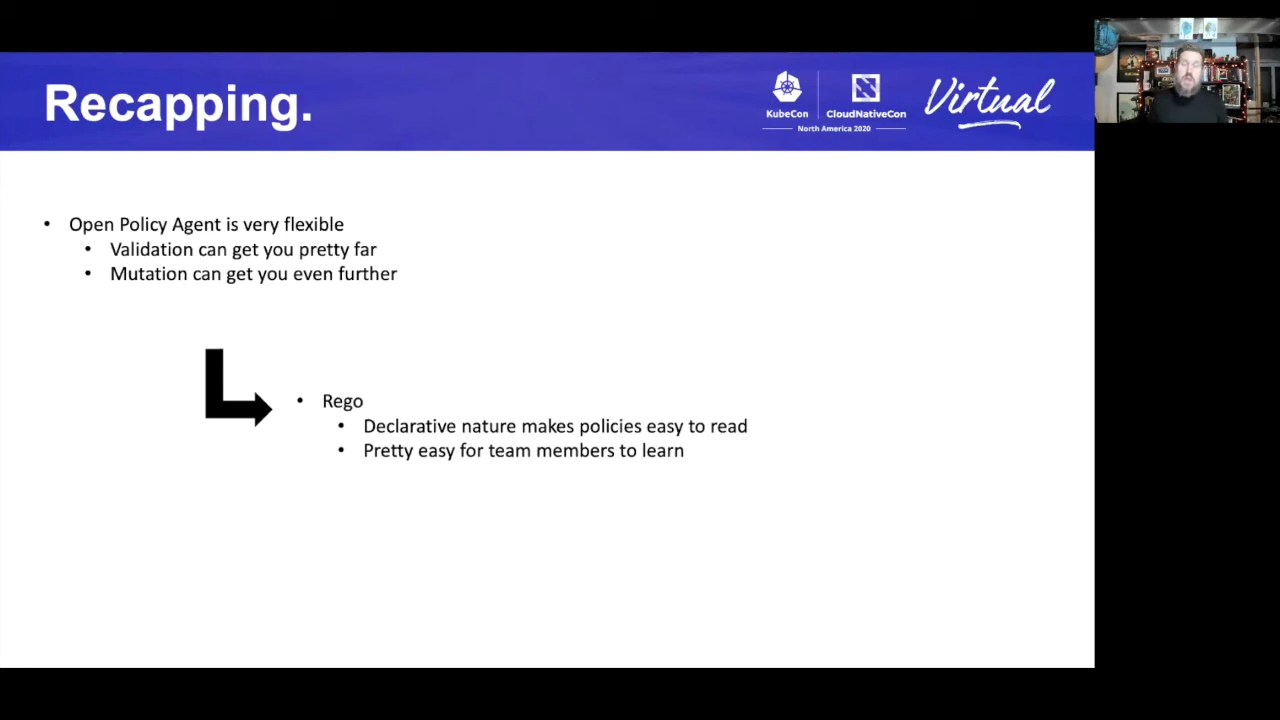 Recapping.
KubeCon
CloudNativeCon
North America 2020
Virtual
• Open Policy Agent is very flexible
• Validation can get you pretty far
• Mutation can get you even further
• Rego
• Declarative nature makes policies easy to read
• Pretty easy for team members to learn